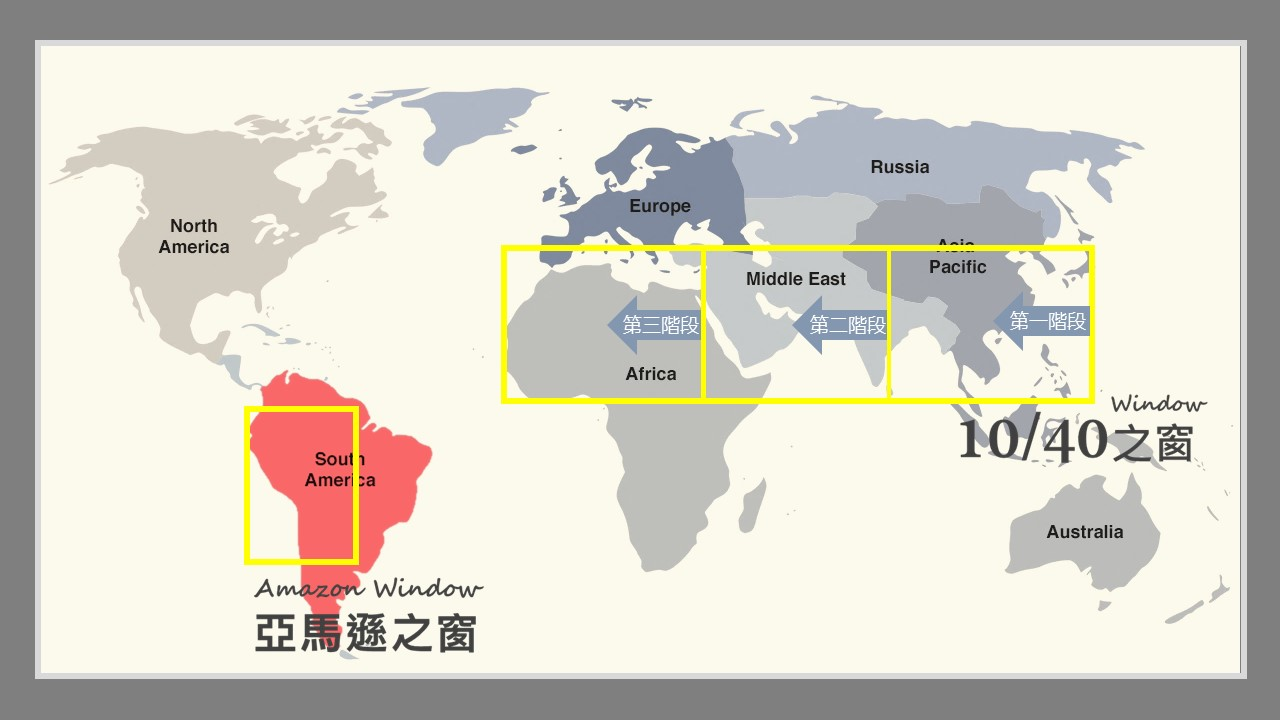 Russia
Europe
North
America
Asia
Pacific
Middle East
第三階段
第二階段
第一階段
Africa
Window
10/40之窗
South
America
Australia
Amazon Window
亞馬遜之窗